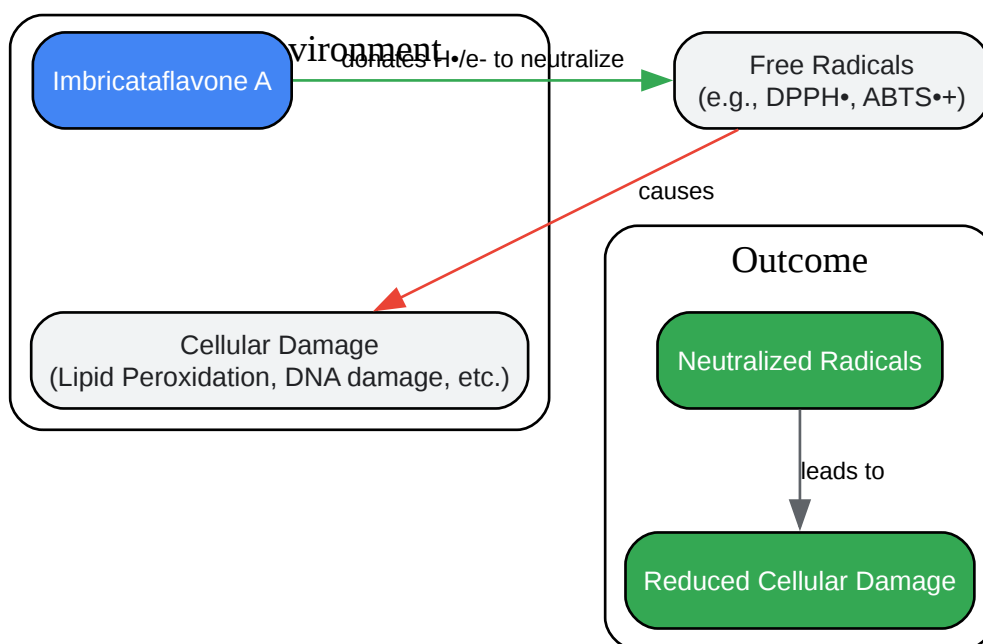 Imbricataflavone A
donates H•/e- to neutralize
Free Radicals
(e.g., DPPH•, ABTS•+)
causes
Cellular Damage
(Lipid Peroxidation, DNA damage, etc.)
Outcome
Neutralized Radicals
leads to
Reduced Cellular Damage